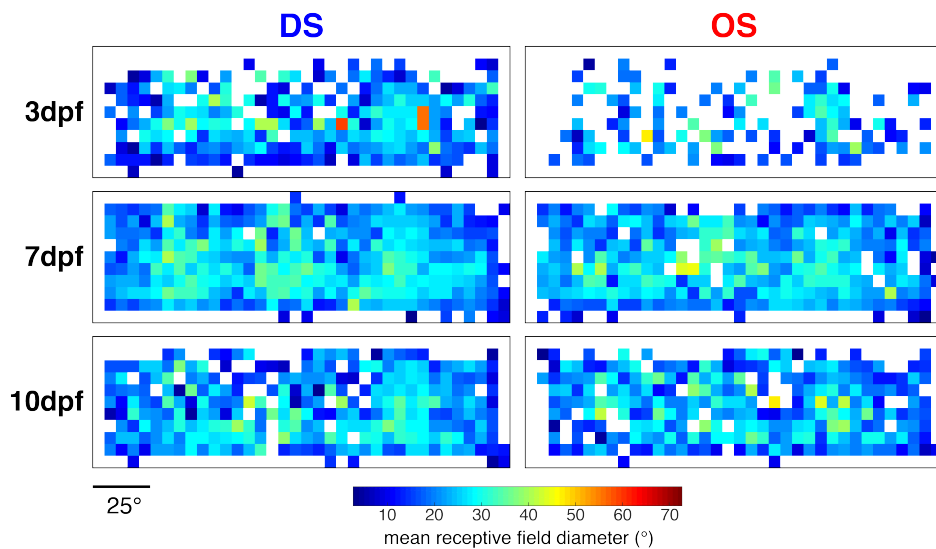 DS OS
3dpf
7dpf
10dpf
25°
10 20 30 40 50 60 70
mean receptive field diameter (°)